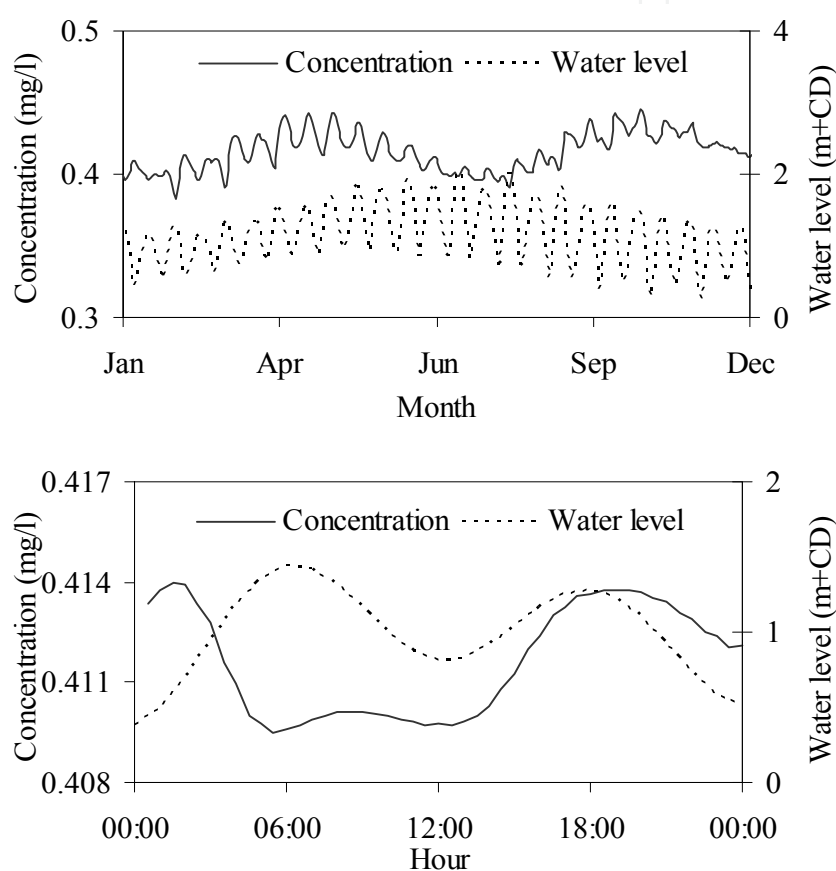 0.5
4
Concentration
Water level
0.4
2
0.3
0
Concentration (mg/l)
Water level (m+CD)
Jan
Apr
Jun
Sep
Dec
Month
0.417
2
Concentration
Water level
0.414
1
0.411
0.408
0
Concentration (mg/l)
Water level (m+CD)
00:00
06:00
12:00
18:00
00:00
Hour